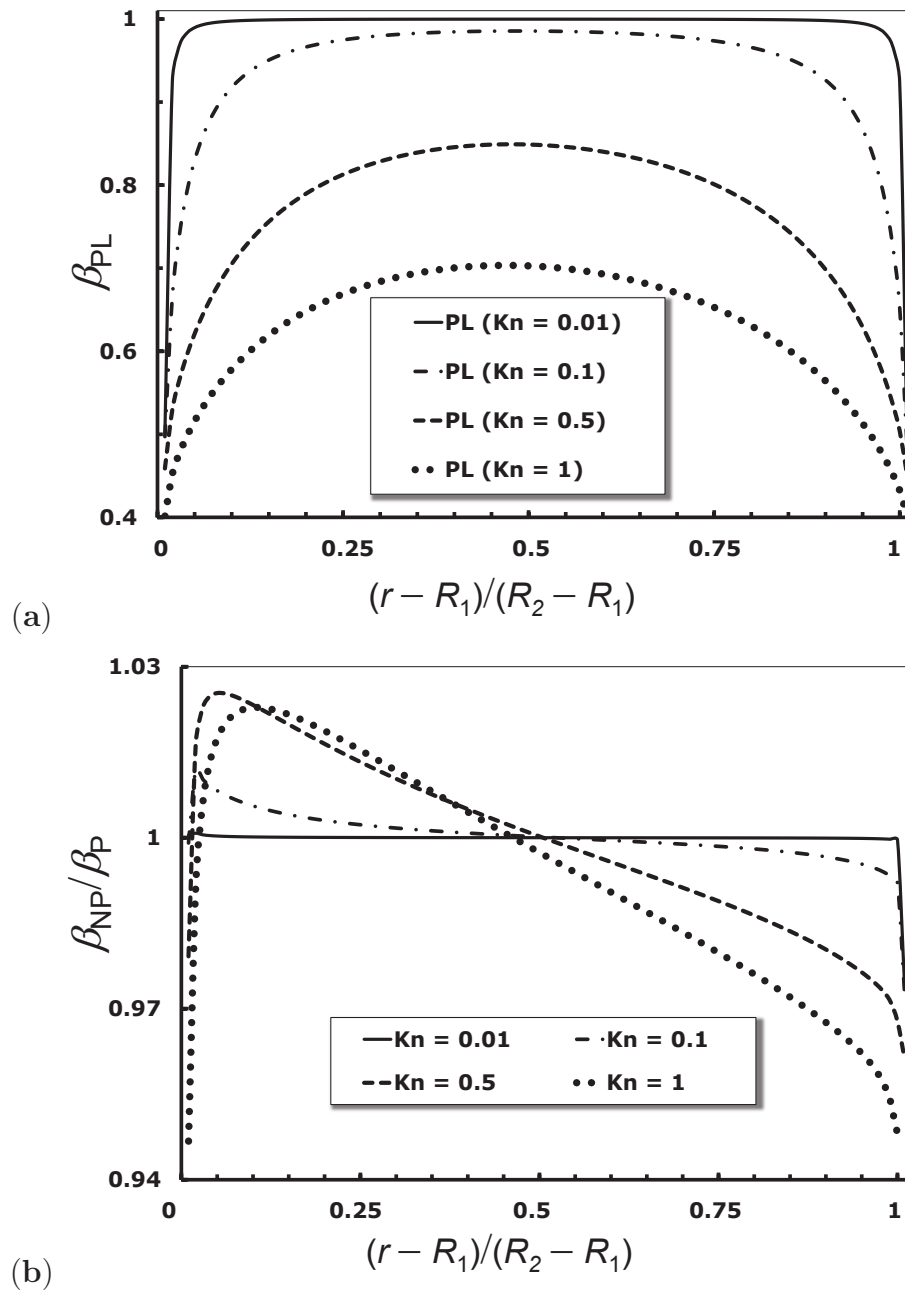 1
0.8
0.6
0.4
β_PL
PL (Kn = 0.01)
PL (Kn = 0.1)
PL (Kn = 0.5)
PL (Kn = 1)
0 0.25 0.5 0.75 1
(r − R₁)/(R₂ − R₁)
(a)
1.03
1
0.97
0.94
β_NP/β_P
Kn = 0.01 Kn = 0.1
Kn = 0.5 Kn = 1
0 0.25 0.5 0.75 1
(r − R₁)/(R₂ − R₁)
(b)